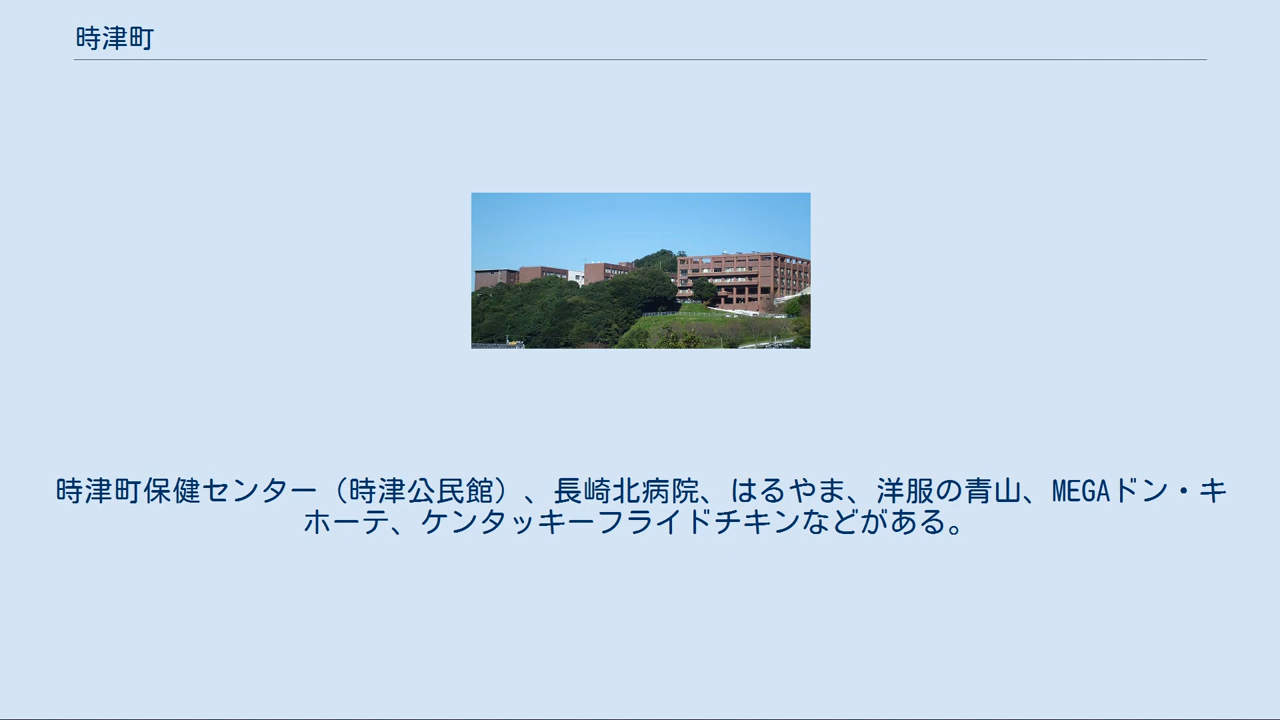 時津町
時津町保健センター（時津公民館）、長崎北病院、はるやま、洋服の青山、MEGAドン・キ
ホーテ、ケンタッキーフライドチキンなどがある。